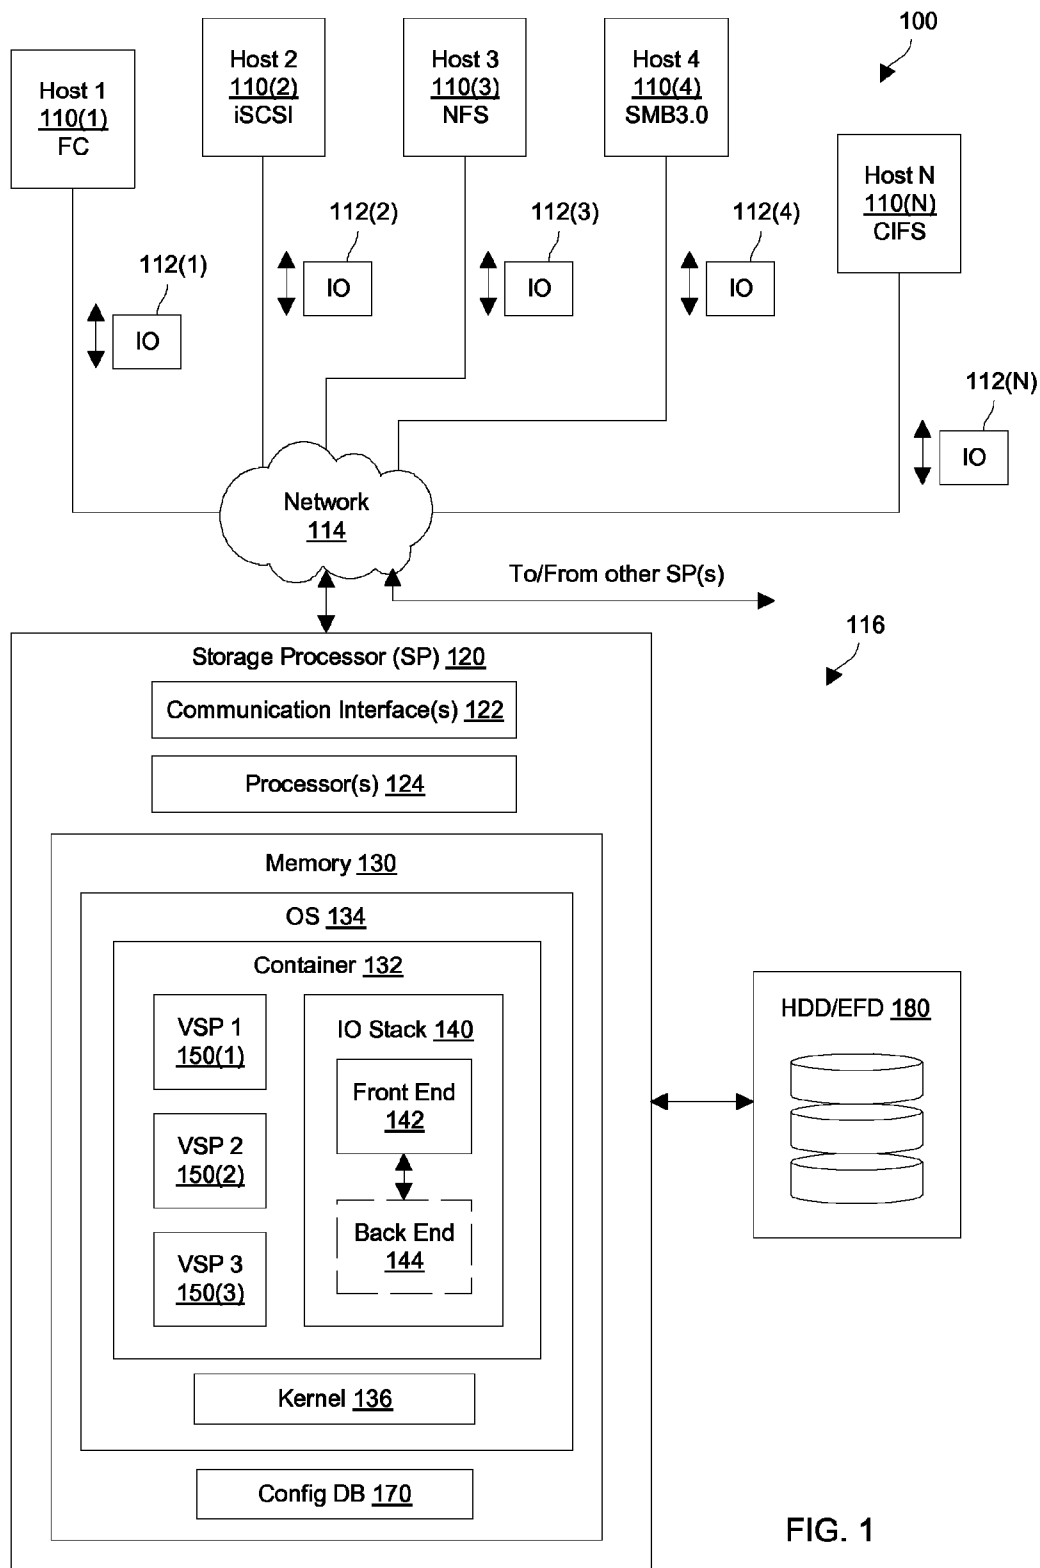 100
Host 1
110(1)
FC
Host 2
110(2)
iSCSI
Host 3
110(3)
NFS
Host 4
110(4)
SMB3.0
Host N
110(N)
CIFS
112(1)
IO
112(2)
IO
112(3)
IO
112(4)
IO
112(N)
IO
Network
114
To/From other SP(s)
116
Storage Processor (SP) 120
Communication Interface(s) 122
Processor(s) 124
Memory 130
OS 134
Container 132
VSP 1
150(1)
VSP 2
150(2)
VSP 3
150(3)
IO Stack 140
Front End
142
Back End
144
Kernel 136
Config DB 170
HDD/EFD 180
FIG. 1